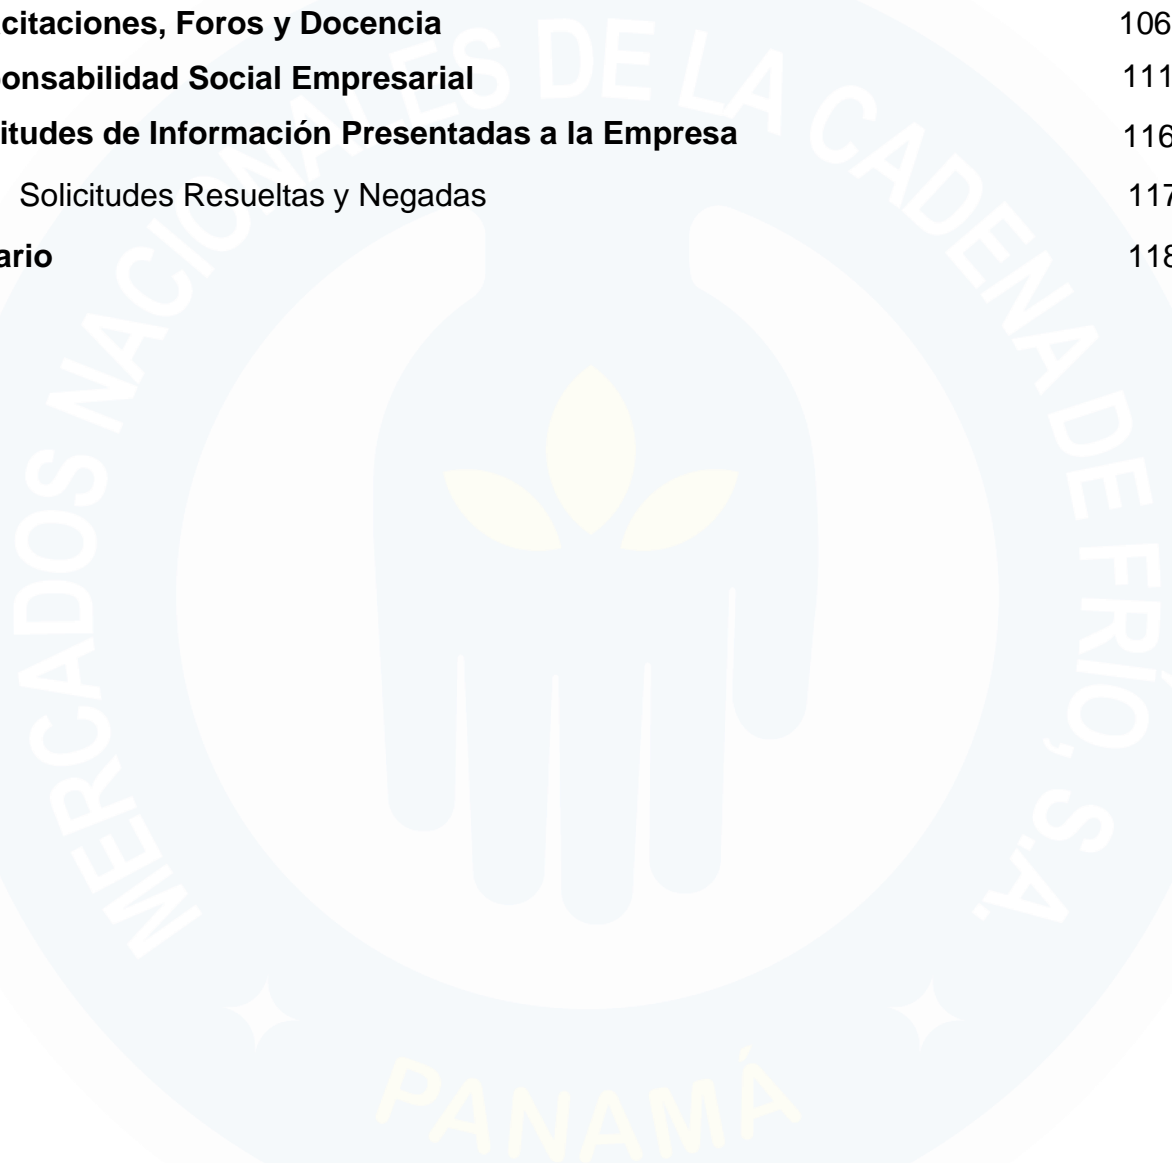 citaciones, Foros y Docencia 106
onsabilidad Social Empresarial 111
itudes de Información Presentadas a la Empresa 116
Solicitudes Resueltas y Negadas 117
ario 118
MERCADOS NACIONALES DE LA CADENA DE FRÍO, S.A.
PANAMÁ